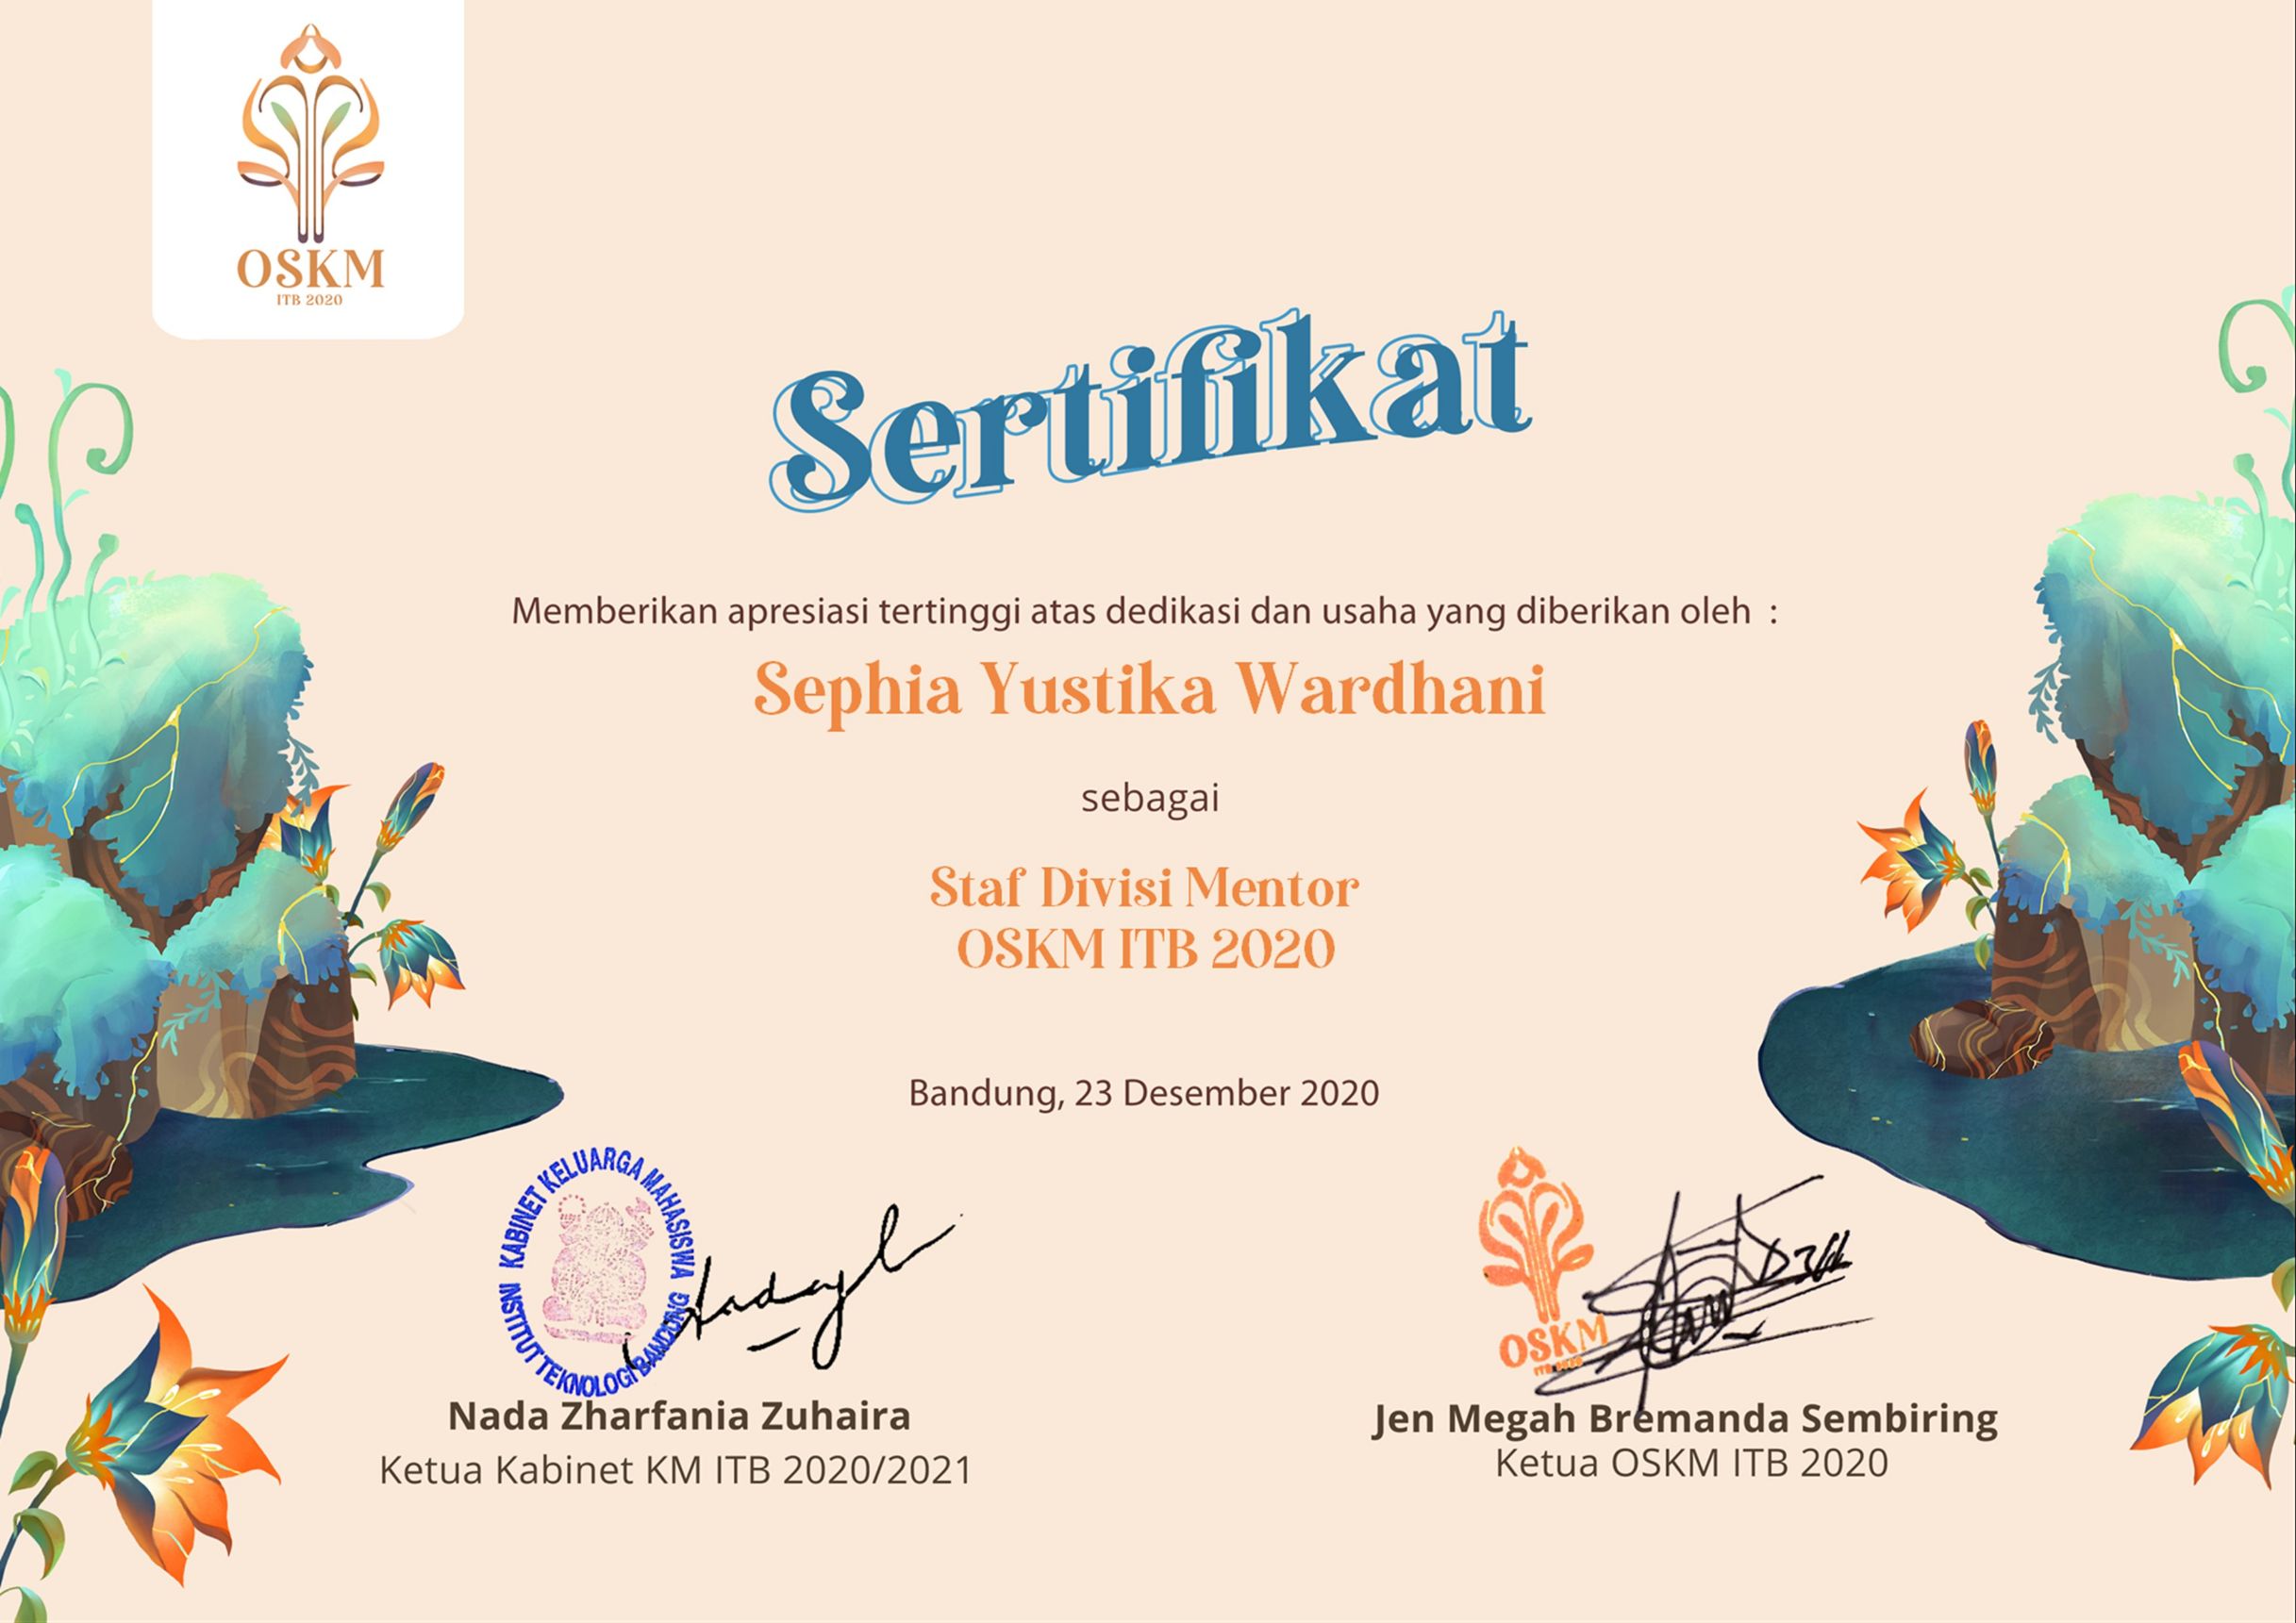 OSKM
ITB 2020
Sertifikat
Memberikan apresiasi tertinggi atas dedikasi dan usaha yang diberikan oleh :
Sephia Yustika Wardhani
sebagai
Staf Divisi Mentor
OSKM ITB 2020
Bandung, 23 Desember 2020
KABINET KELUARGA MAHASISWA
INSTITUT TEKNOLOGI BANDUNG
OSKM
ITB 2020
Nada Zharfania Zuhaira
Ketua Kabinet KM ITB 2020/2021
Jen Megah Bremanda Sembiring
Ketua OSKM ITB 2020